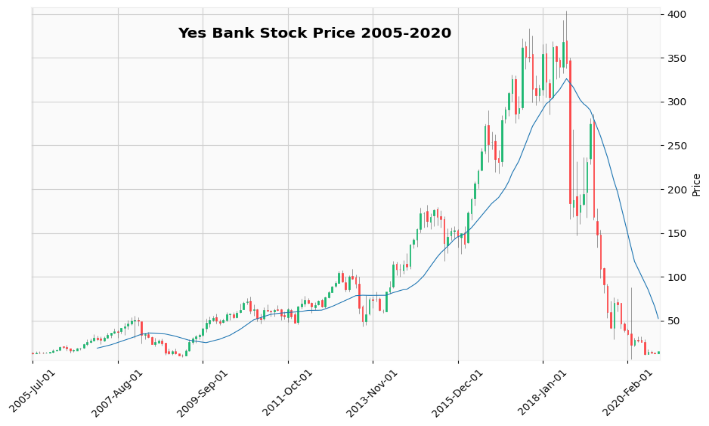 Yes Bank Stock Price 2005-2020
400
350
300
250
200
150
100
50
Price
2005-Jul-01
2007-Aug-01
2009-Sep-01
2011-Oct-01
2013-Nov-01
2015-Dec-01
2018-Jan-01
2020-Feb-01